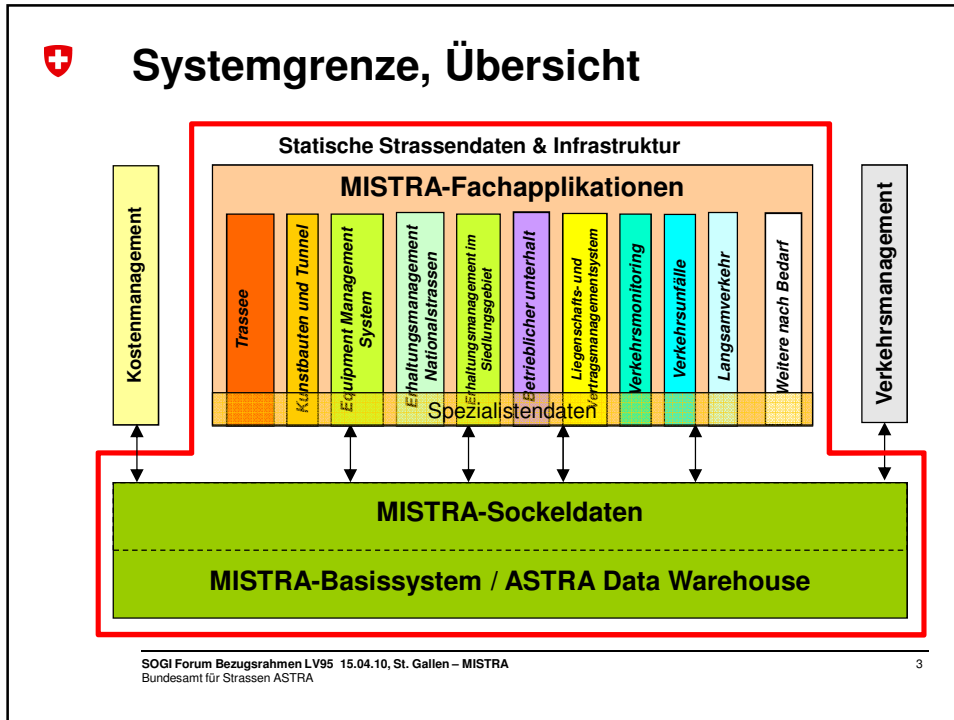 Systemgrenze, Übersicht
Statische Strassendaten & Infrastruktur
MISTRA-Fachapplikationen
Kostenmanagement
Trassee
Kunstbauten und Tunnel
Equipment Management
System
Erhaltungsmanagement
Nationalstrassen
Erhaltungsmanagement im
Siedlungsgebiet
Betrieblicher unterhalt
Liegenschafts- und
Vertragsmanagementsystem
Verkehrsmonitoring
Verkehrsunfälle
Langsamverkehr
Weitere nach Bedarf
Verkehrsmanagement
Spezialistendaten
MISTRA-Sockeldaten
MISTRA-Basissystem / ASTRA Data Warehouse
SOGI Forum Bezugsrahmen LV95 15.04.10, St. Gallen – MISTRA
Bundesamt für Strassen ASTRA
3